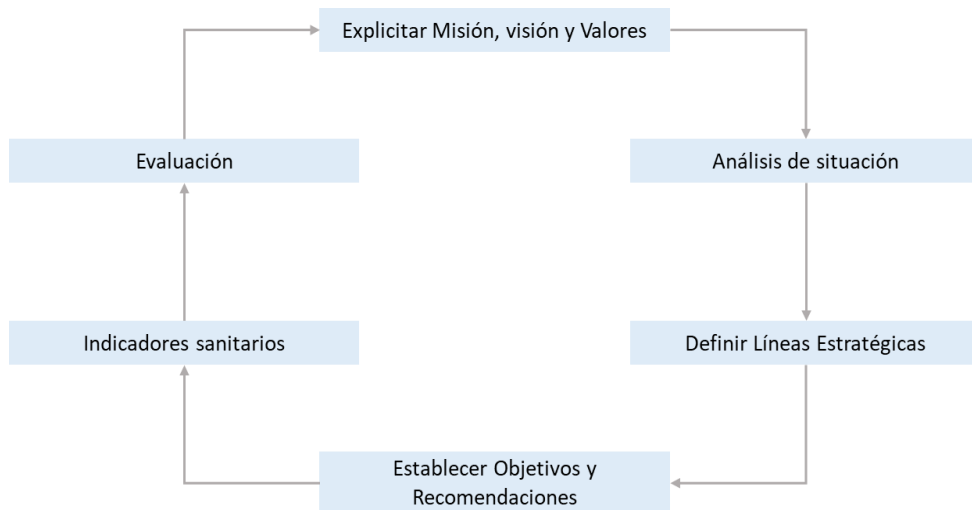 Explicitar Misión, visión y Valores
Análisis de situación
Definir Líneas Estratégicas
Establecer Objetivos y
Recomendaciones
Indicadores sanitarios
Evaluación